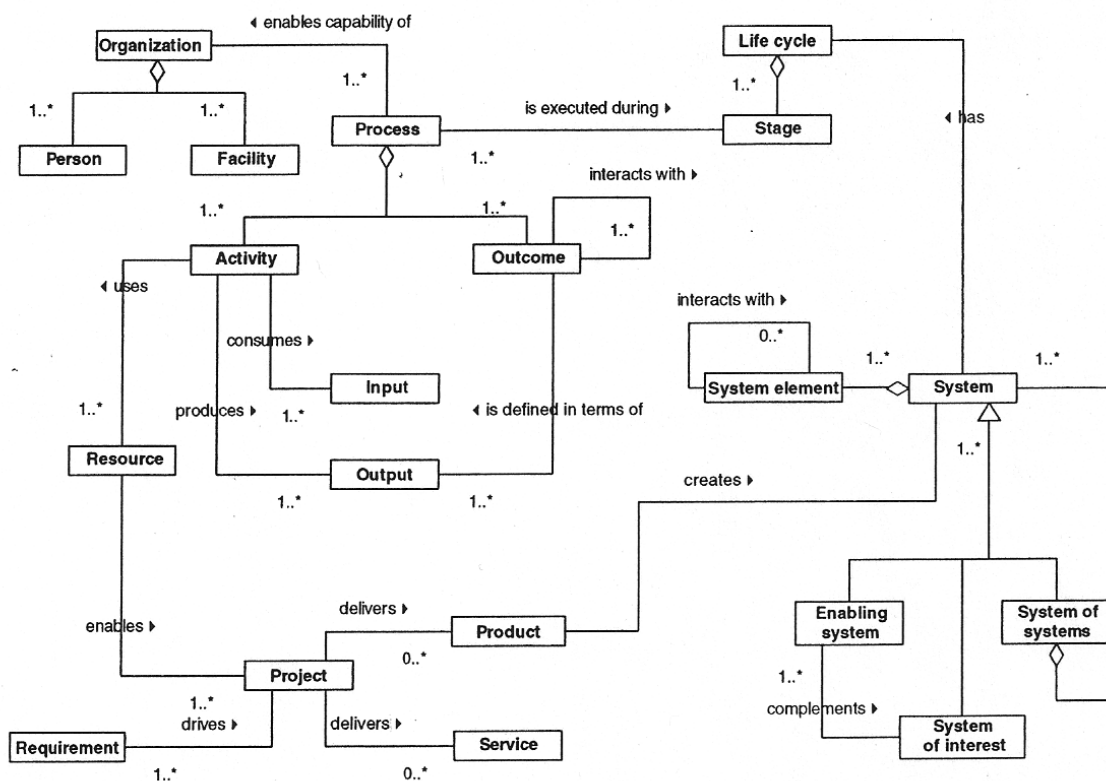 ◄ enables capability of
Organization
Life cycle
1..*
1..*
is executed during ►
◄ has
1..*
1..*
Process
Stage
Person
Facility
1..*
interacts with ►
1..*
1..*
1..*
Activity
Outcome
◄ uses
interacts with ►
consumes ►
0..*
1..*
1..*
Input
System element
System
1..*
produces ►
1..*
◄ is defined in terms of
1..*
Resource
Output
creates ►
1..*
1..*
delivers ►
Enabling
system
System of
systems
enables ►
Product
0..*
Project
1..*
1..*
drives ►
delivers ►
complements ►
Requirement
Service
System
of interest
1..*
0..*